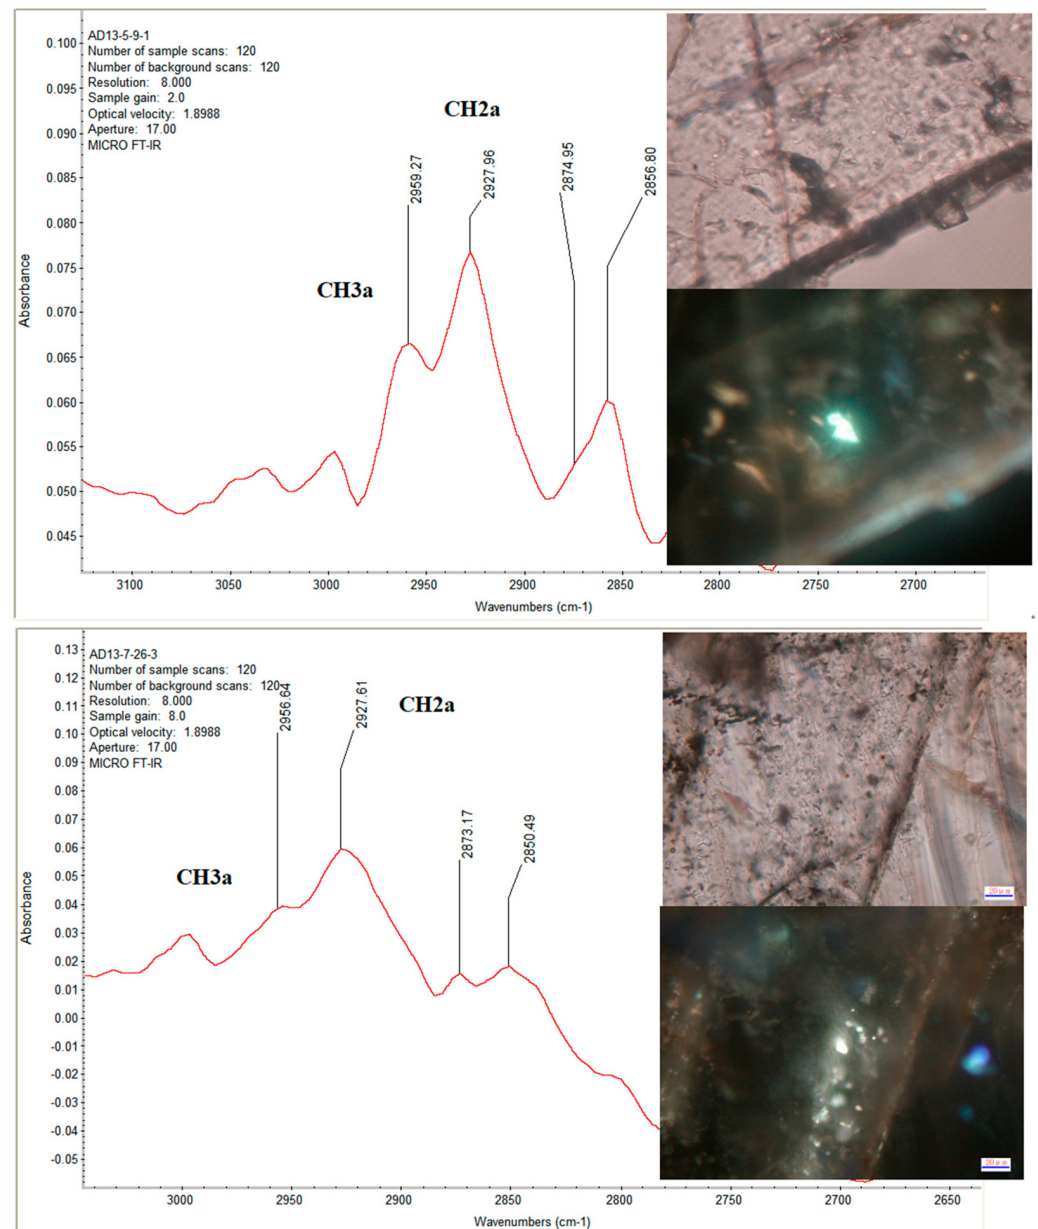 AD13-5-9-1
Number of sample scans: 120
Number of background scans: 120
Resolution: 8.000
Sample gain: 2.0
Optical velocity: 1.8988
Aperture: 17.00
MICRO FT-IR
CH2a
CH3a
2959.27
2927.96
2874.95
2856.80
Absorbance
0.100
0.095
0.090
0.085
0.080
0.075
0.070
0.065
0.060
0.055
0.050
0.045
3100 3050 3000 2950 2900 2850 2800 2750 2700
Wavenumbers (cm-1)
AD13-7-26-3
Number of sample scans: 120
Number of background scans: 120
Resolution: 8.000
Sample gain: 8.0
Optical velocity: 1.8988
Aperture: 17.00
MICRO FT-IR
CH2a
CH3a
2956.64
2927.61
2873.17
2850.49
Absorbance
0.13
0.12
0.11
0.10
0.09
0.08
0.07
0.06
0.05
0.04
0.03
0.02
0.01
0.00
-0.01
-0.02
-0.03
-0.04
-0.05
3000 2950 2900 2850 2800 2750 2700 2650
Wavenumbers (cm-1)
20μm
20μm